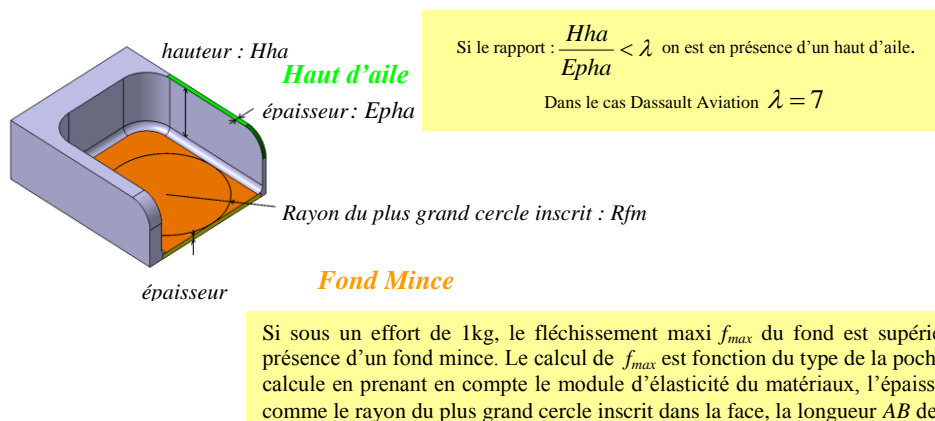 hauteur : Hha
Haut d'aile
épaisseur : Epha
Si le rapport : Hha / Epha < λ on est en présence d'un haut d'aile.
Dans le cas Dassault Aviation λ = 7
Rayon du plus grand cercle inscrit : Rfm
Fond Mince
épaisseur
Si sous un effort de 1kg, le fléchissement maxi fmax du fond est supérie
présence d'un fond mince. Le calcul de fmax est fonction du type de la poch
calcule en prenant en compte le module d'élasticité du matériaux, l'épaiss
comme le rayon du plus grand cercle inscrit dans la face, la longueur AB de